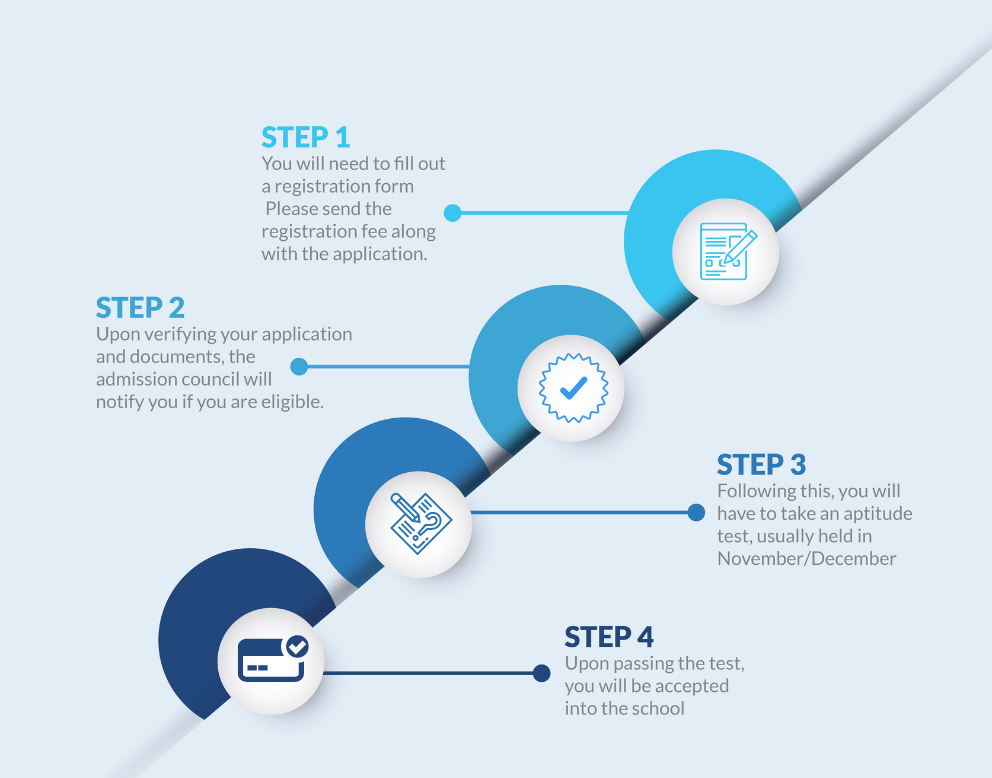 STEP 1
You will need to fill out
a registration form
Please send the
registration fee along
with the application.
STEP 2
Upon verifying your application
and documents, the
admission council will
notify you if you are eligible.
STEP 3
Following this, you will
have to take an aptitude
test, usually held in
November/December
STEP 4
Upon passing the test,
you will be accepted
into the school